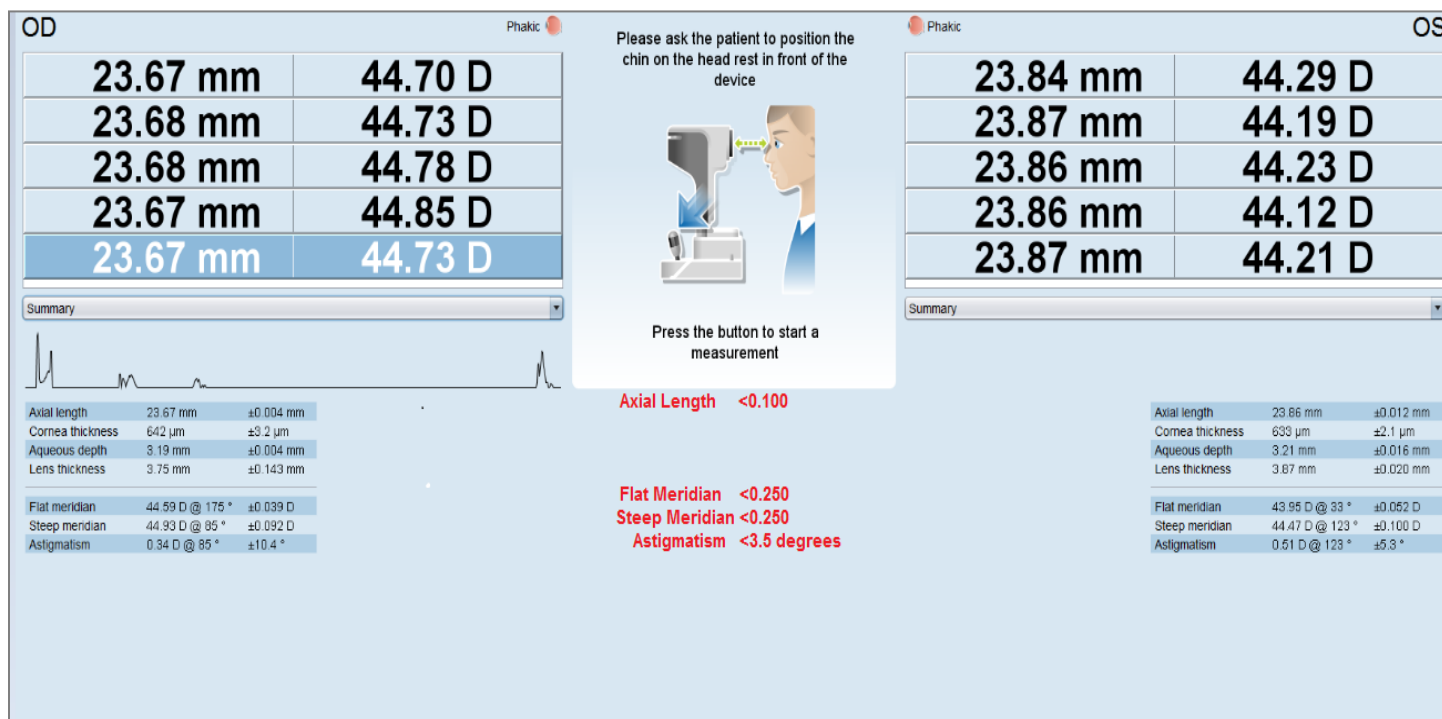 OD
Phakic
23.67 mm 44.70 D
23.68 mm 44.73 D
23.68 mm 44.78 D
23.67 mm 44.85 D
23.67 mm 44.73 D
Summary
Axial length 23.67 mm ±0.004 mm
Cornea thickness 642 µm ±3.2 µm
Aqueous depth 3.19 mm ±0.004 mm
Lens thickness 3.75 mm ±0.143 mm
Flat meridian 44.59 D @ 175 ° ±0.039 D
Steep meridian 44.93 D @ 85 ° ±0.092 D
Astigmatism 0.34 D @ 85 ° ±10.4 °
Please ask the patient to position the
chin on the head rest in front of the
device
Press the button to start a
measurement
Axial Length <0.100
Flat Meridian <0.250
Steep Meridian <0.250
Astigmatism <3.5 degrees
Phakic
OS
23.84 mm 44.29 D
23.87 mm 44.19 D
23.86 mm 44.23 D
23.86 mm 44.12 D
23.87 mm 44.21 D
Summary
Axial length 23.86 mm ±0.012 mm
Cornea thickness 633 µm ±2.1 µm
Aqueous depth 3.21 mm ±0.016 mm
Lens thickness 3.87 mm ±0.020 mm
Flat meridian 43.95 D @ 33 ° ±0.052 D
Steep meridian 44.47 D @ 123 ° ±0.100 D
Astigmatism 0.51 D @ 123 ° ±5.3 °